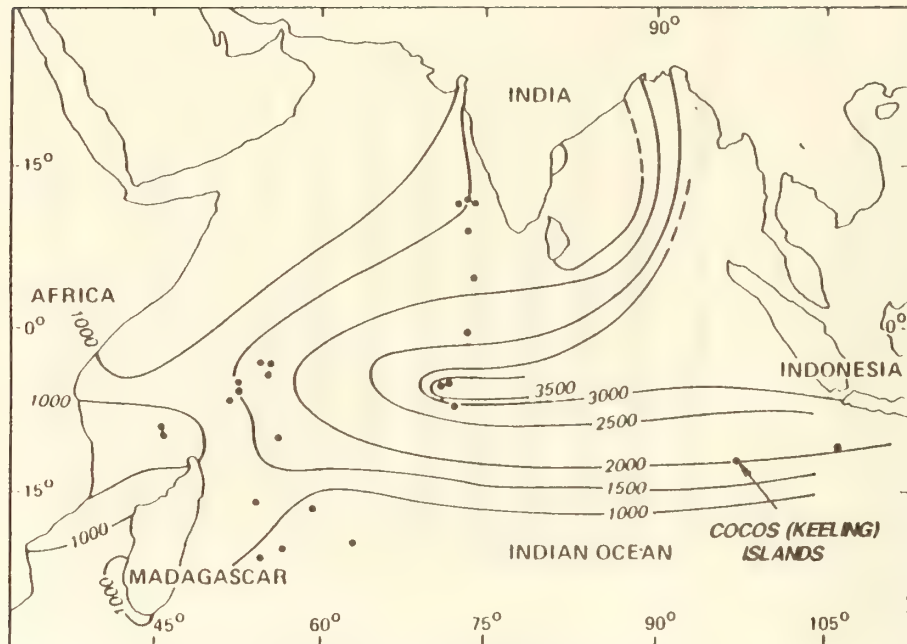 90°
INDIA
15°
AFRICA
0°
0°
1000
INDONESIA
3500
3000
1000
2500
2000
15°
1500
1000
1000
COCOS (KEELING)
INDIAN OCEAN
ISLANDS
MADAGASCAR
1000
45°
60°
75°
90°
105°